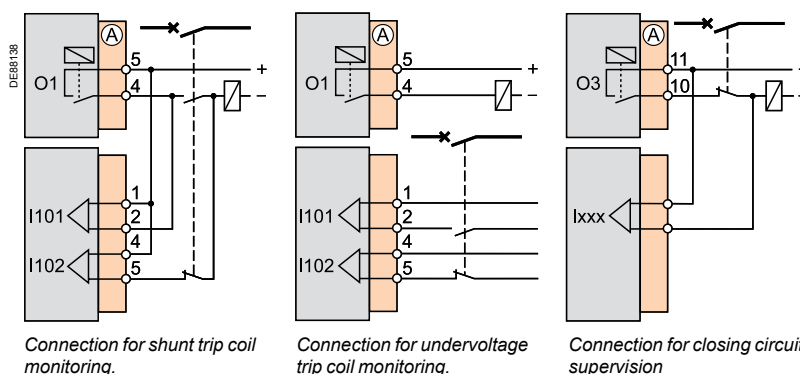 DE88138
A
5
+
O1
4
-
1
I101
2
4
I102
5
Connection for shunt trip coil
monitoring.
A
5
+
O1
4
-
1
I101
2
4
I102
5
Connection for undervoltage
trip coil monitoring.
A
11
O3
10
Ixxx
Connection for closing circuit
supervision